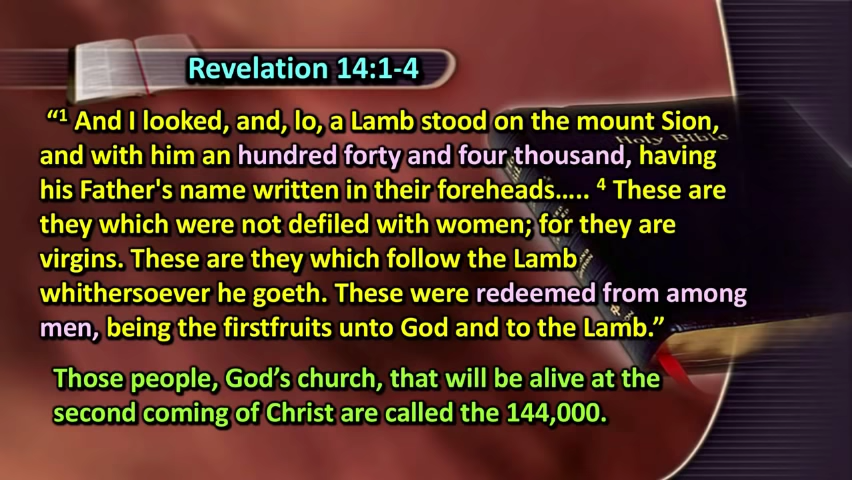 Revelation 14:1-4
“¹ And I looked, and, lo, a Lamb stood on the mount Sion,
and with him an hundred forty and four thousand, having
his Father's name written in their foreheads….. ⁴ These are
they which were not defiled with women; for they are
virgins. These are they which follow the Lamb
whithersoever he goeth. These were redeemed from among
men, being the firstfruits unto God and to the Lamb.”
Those people, God’s church, that will be alive at the
second coming of Christ are called the 144,000.
Holy Bible